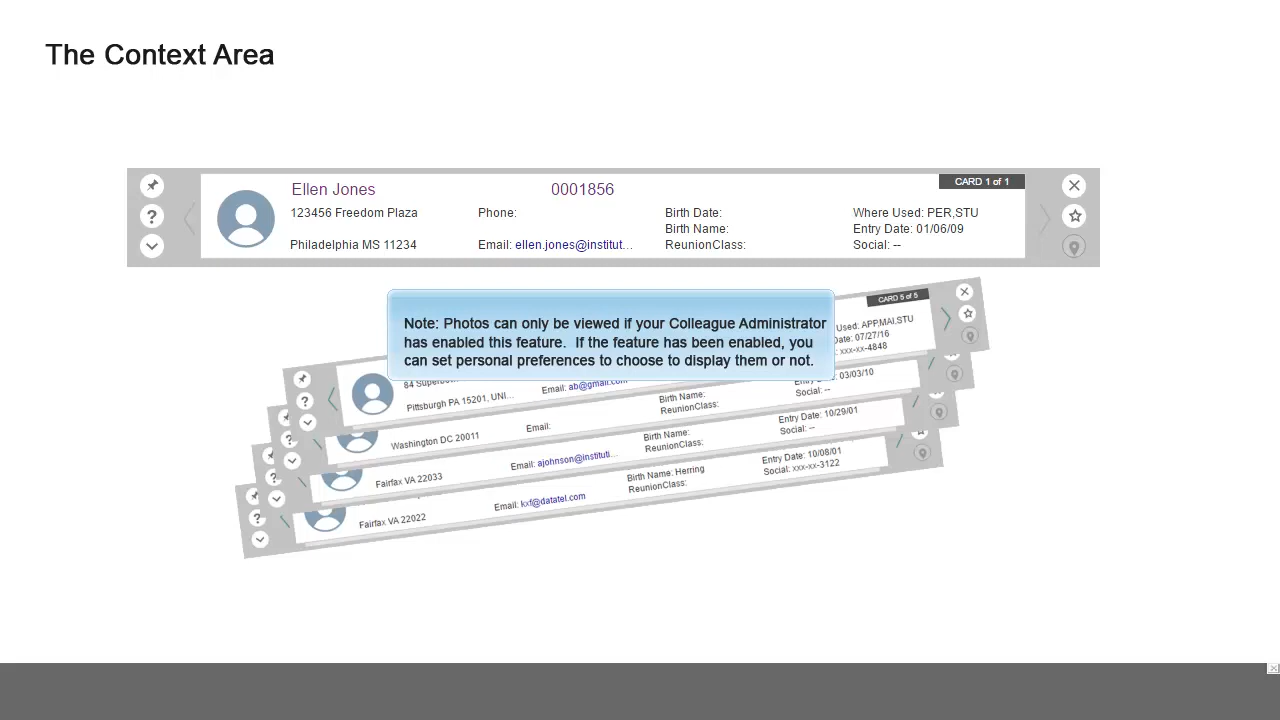 The Context Area
CARD 1 of 1
Ellen Jones 0001856
123456 Freedom Plaza Phone: Birth Date: Where Used: PER,STU
Birth Name: Entry Date: 01/06/09
Philadelphia MS 11234 Email: ellen.jones@institut... ReunionClass: Social: --
?
Note: Photos can only be viewed if your Colleague Administrator
has enabled this feature. If the feature has been enabled, you
can set personal preferences to choose to display them or not.
CARD 5 of 5
Used: APP,MAI,STU
Date: 07/27/16
xxx-xx-4848
84
Pittsburgh PA 15201, UNI... Email: ab@gmail.com
?
Washington DC 20011 Email: Birth Name: 03/03/10
ReunionClass: Social: --
?
Fairfax VA 22033 Email: ajohnson@instituti... Birth Name: Entry Date: 10/29/01
ReunionClass: Social: --
?
Fairfax VA 22022 Email: kxf@datatel.com Birth Name: Herring Entry Date: 10/08/01
ReunionClass: Social: xxx-xx-3122
?